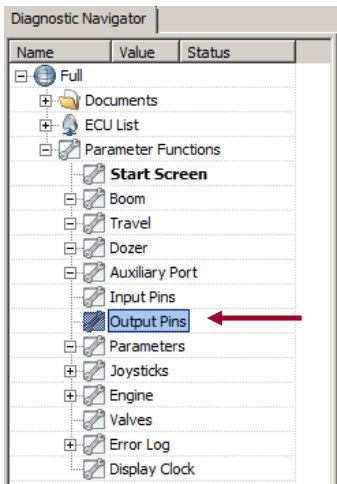 Diagnostic Navigator
Name Value Status
Full
Documents
ECU List
Parameter Functions
Start Screen
Boom
Travel
Dozer
Auxiliary Port
Input Pins
Output Pins
Parameters
Joysticks
Engine
Valves
Error Log
Display Clock